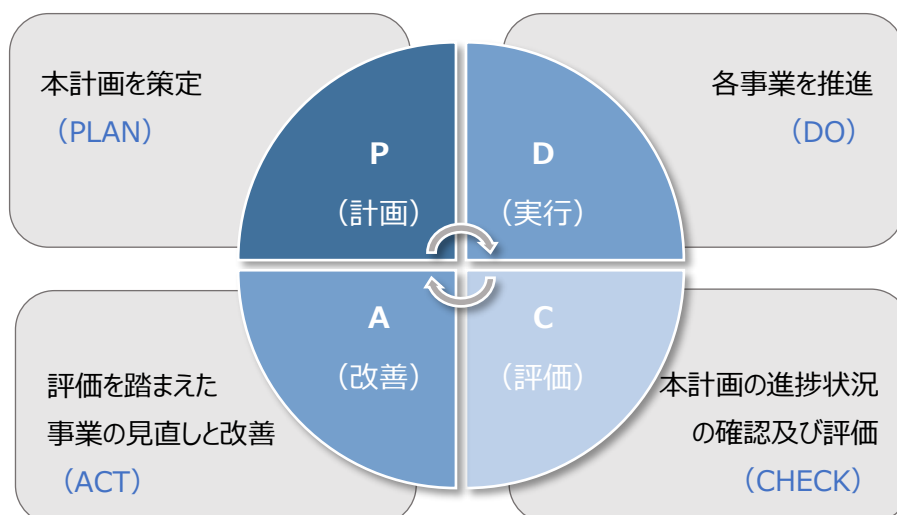 本計画を策定
（PLAN）
各事業を推進
（DO）
P
（計画）
D
（実行）
A
（改善）
C
（評価）
評価を踏まえた
事業の見直しと改善
（ACT）
本計画の進捗状況
の確認及び評価
（CHECK）